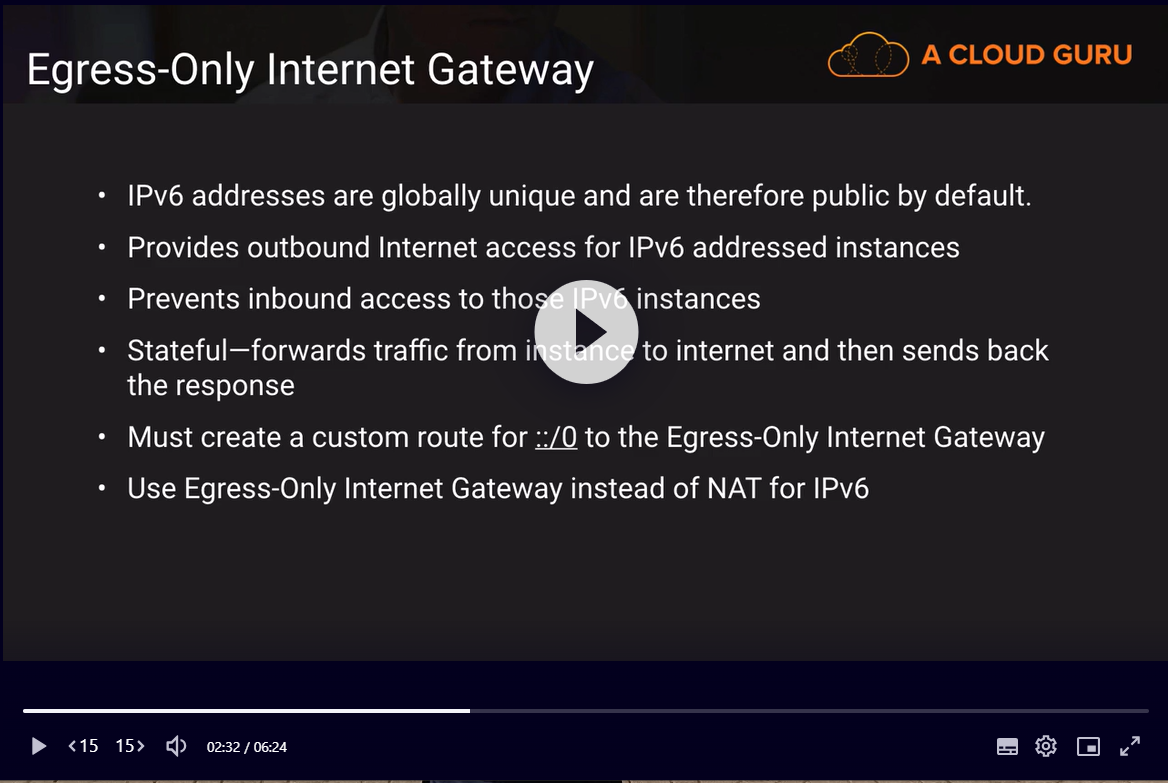 Egress-Only Internet Gateway
A CLOUD GURU
• IPv6 addresses are globally unique and are therefore public by default.
• Provides outbound Internet access for IPv6 addressed instances
• Prevents inbound access to those IPv6 instances
• Stateful—forwards traffic from instance to internet and then sends back
the response
• Must create a custom route for ::/0 to the Egress-Only Internet Gateway
• Use Egress-Only Internet Gateway instead of NAT for IPv6
<15 15> 02:32 / 06:24